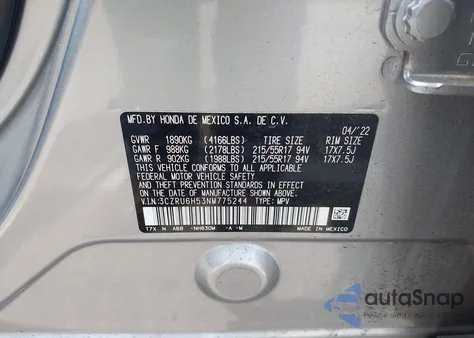 MFD.BY HONDA DE MEXICO S.A. DE C.V.
04/'22
GVWR 1890KG (4166LBS) TIRE SIZE RIM SIZE
GAWR F 988KG (2178LBS) 215/55R17 94V 17X7.5J
GAWR R 902KG (1988LBS) 215/55R17 94V 17X7.5J
THIS VEHICLE CONFORMS TO ALL APPLICABLE
FEDERAL MOTOR VEHICLE SAFETY AND
THEFT PREVENTION STANDARDS IN EFFECT ON
THE DATE OF MANUFACTURE SHOWN ABOVE.
V.I.N:3CZRU6H53NM775244 TYPE: MPV
T7X N A88 -NH830M -A -M
MADE IN MEXICO
autoSnap